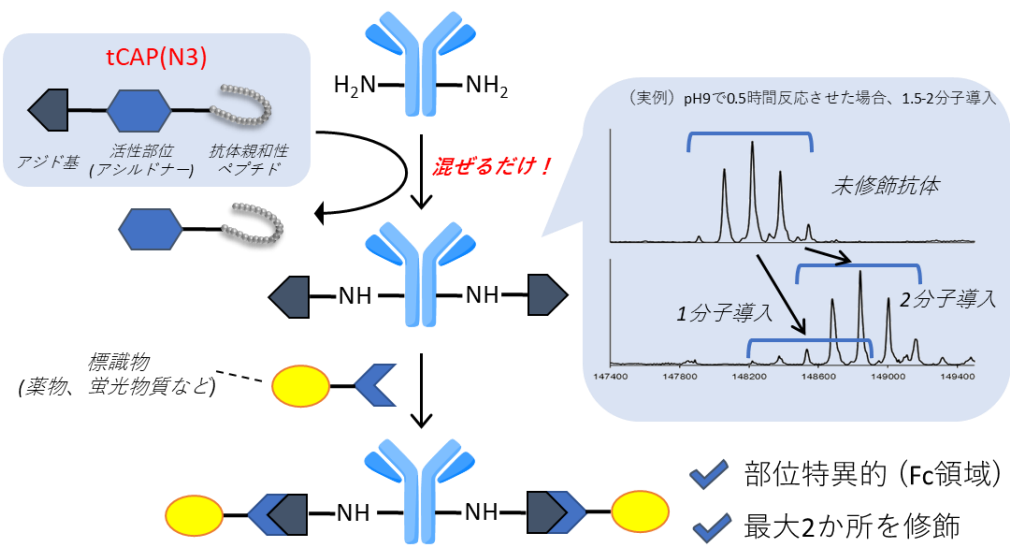 tCAP(N3)
アジド基
活性部位
(アシルドナー)
抗体親和性
ペプチド
H₂N
NH₂
混ぜるだけ！
NH
NH
標識物
(薬物、蛍光物質など)
NH
NH
（実例）pH9で0.5時間反応させた場合、1.5-2分子導入
未修飾抗体
1分子導入
2分子導入
147400 147800 148200 148600 149000 149400
部位特異的（Fc領域）
最大2か所を修飾